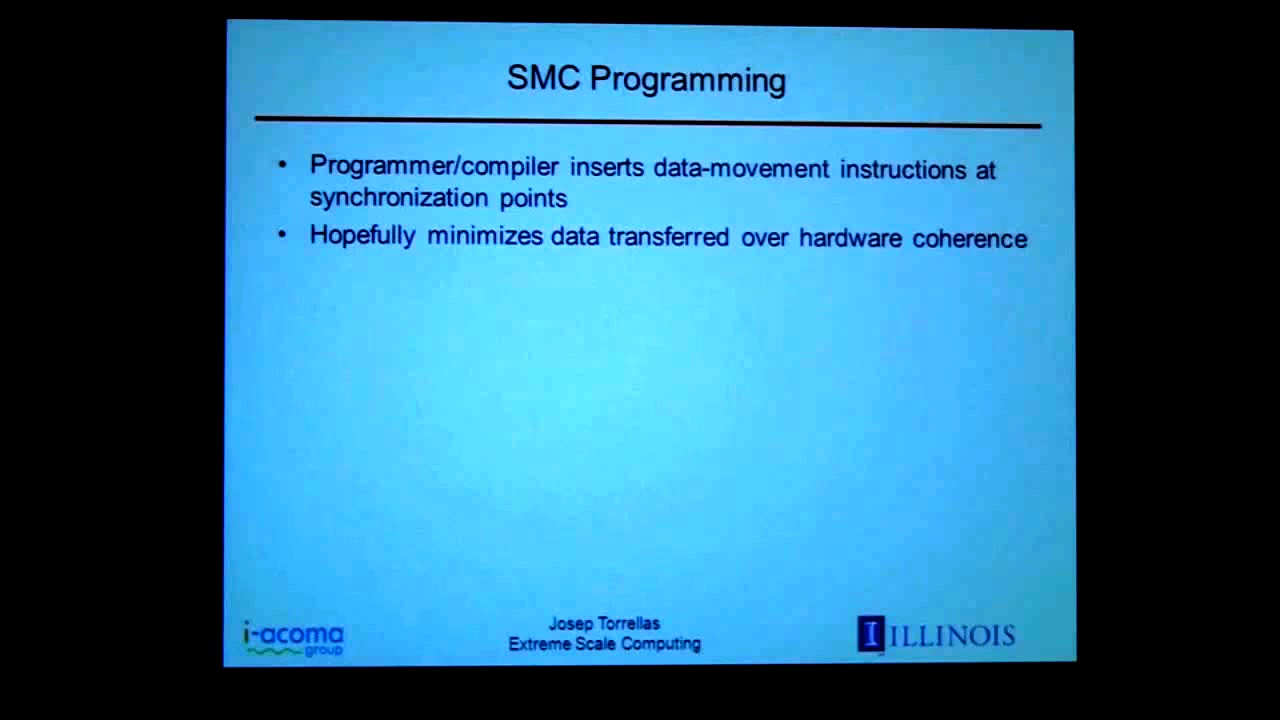 SMC Programming
• Programmer/compiler inserts data-movement instructions at
synchronization points
• Hopefully minimizes data transferred over hardware coherence
i-acoma
group
Josep Torrellas
Extreme Scale Computing
I ILLINOIS